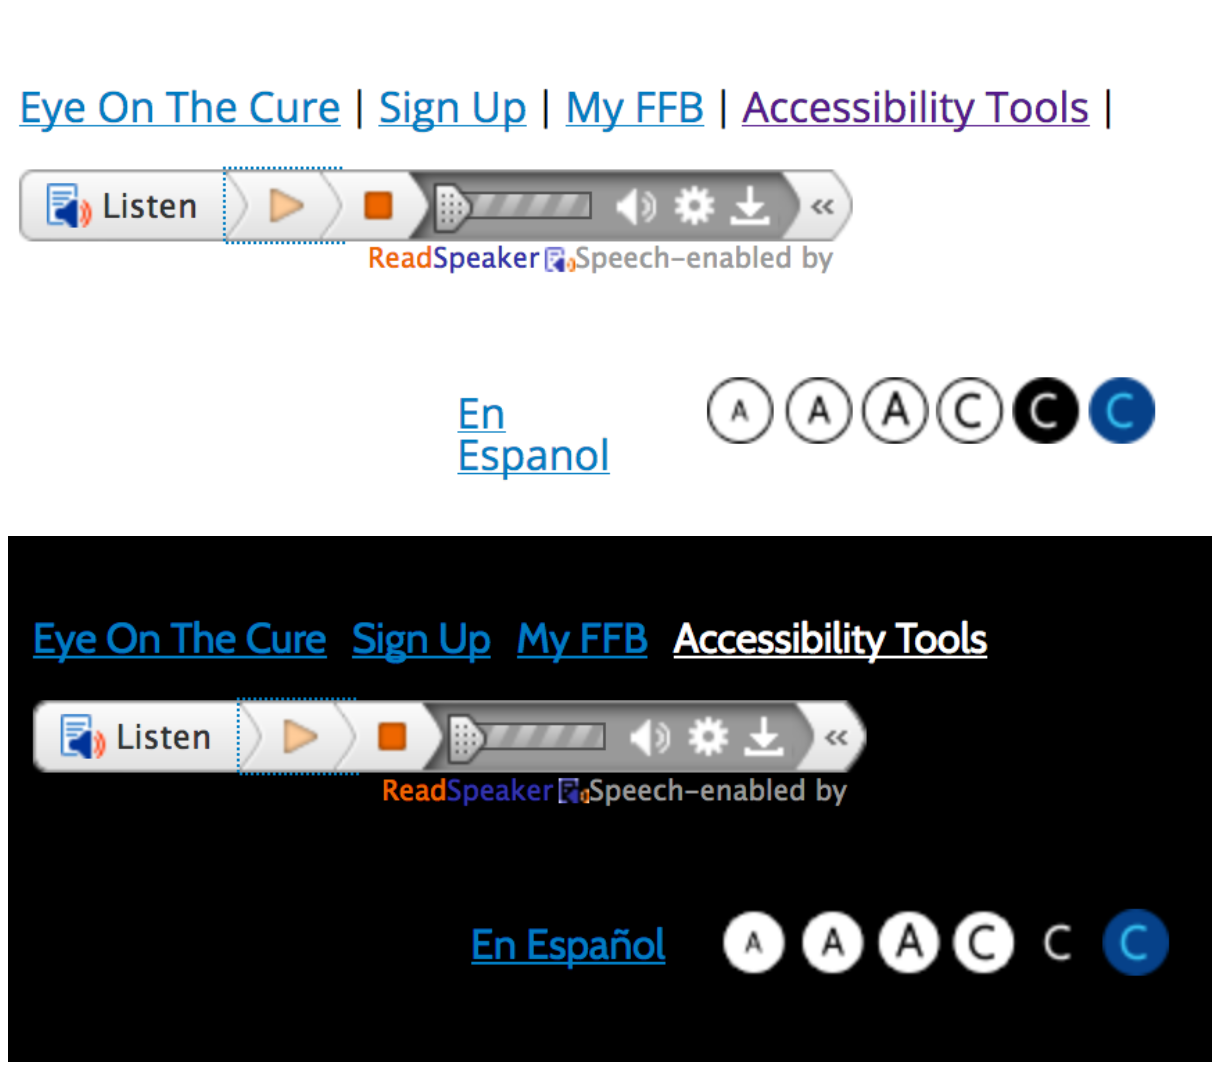 Eye On The Cure | Sign Up | My FFB | Accessibility Tools |
Listen «
ReadSpeaker Speech-enabled by
En
Espanol
A A A C C C
Eye On The Cure Sign Up My FFB Accessibility Tools
Listen «
ReadSpeaker Speech-enabled by
En Español A A A C C C